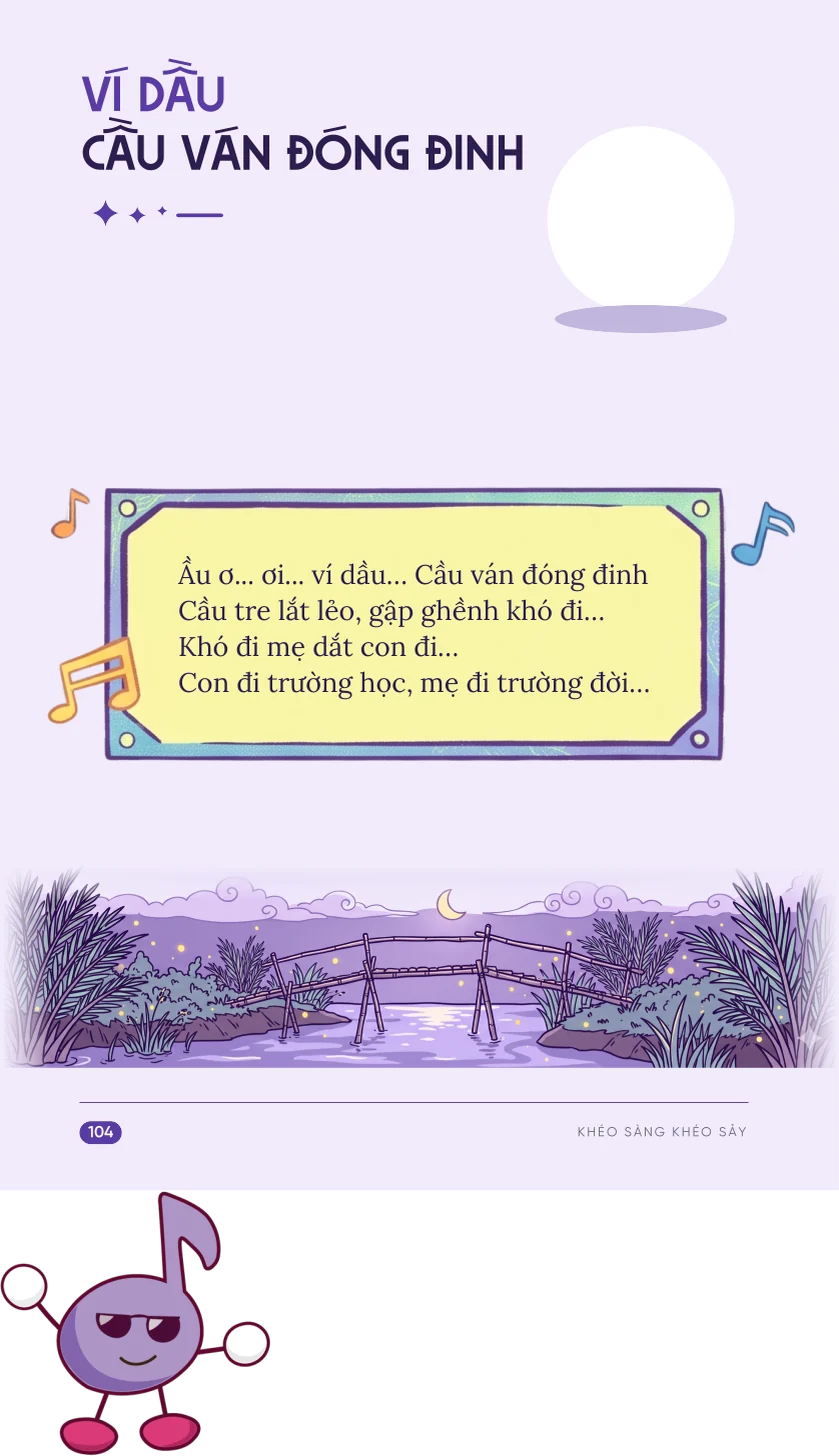 VÍ DẦU
CẦU VÁN ĐÓNG ĐINH
Ầu ơ... ơi... ví dầu... Cầu ván đóng đinh
Cầu tre lắt lẻo, gập ghềnh khó đi...
Khó đi mẹ dắt con đi...
Con đi trường học, mẹ đi trường đời...
104
KHÉO SÀNG KHÉO SẢY